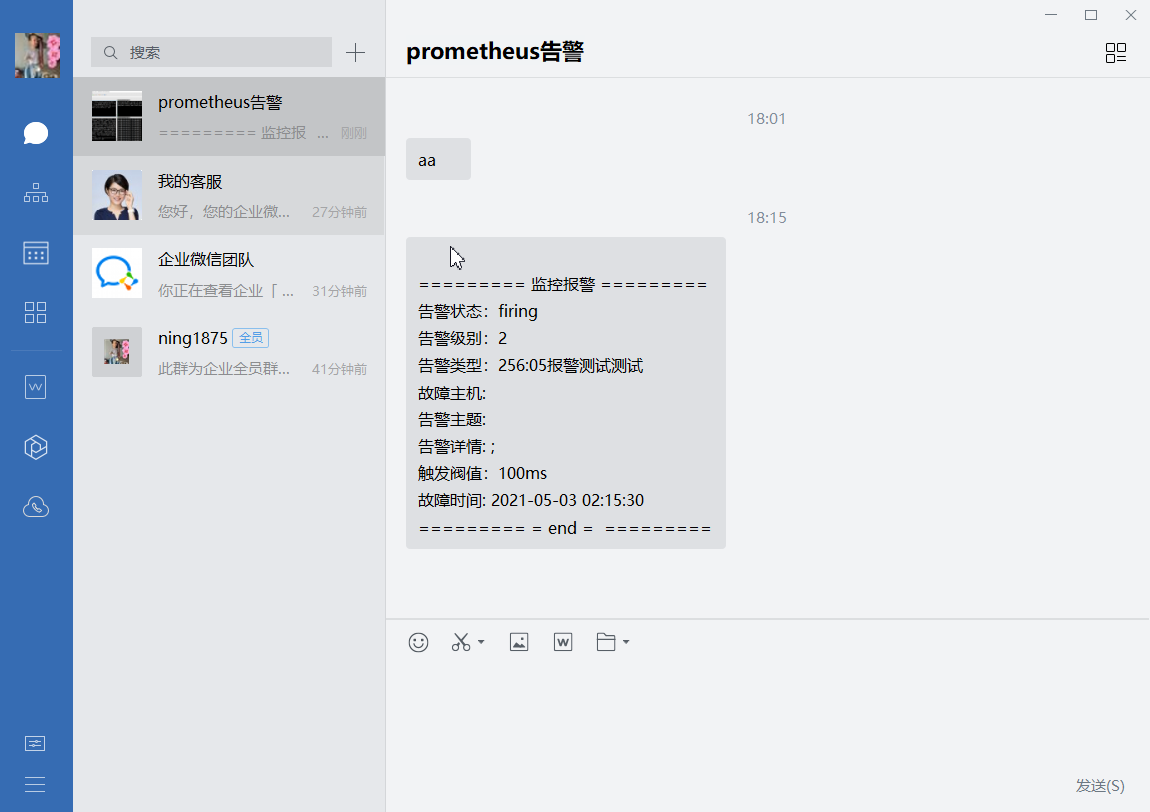 搜索
prometheus告警
========= 监控报 ...
刚刚
我的客服
您好，您的企业微...
27分钟前
企业微信团队
你正在查看企业「 ...
31分钟前
ning1875 全员
此群为企业全员群...
41分钟前
prometheus告警
18:01
aa
18:15
========= 监控报警 =========
告警状态：firing
告警级别：2
告警类型：256:05报警测试测试
故障主机:
告警主题:
告警详情: ;
触发阀值：100ms
故障时间: 2021-05-03 02:15:30
========= = end =  =========
发送(S)